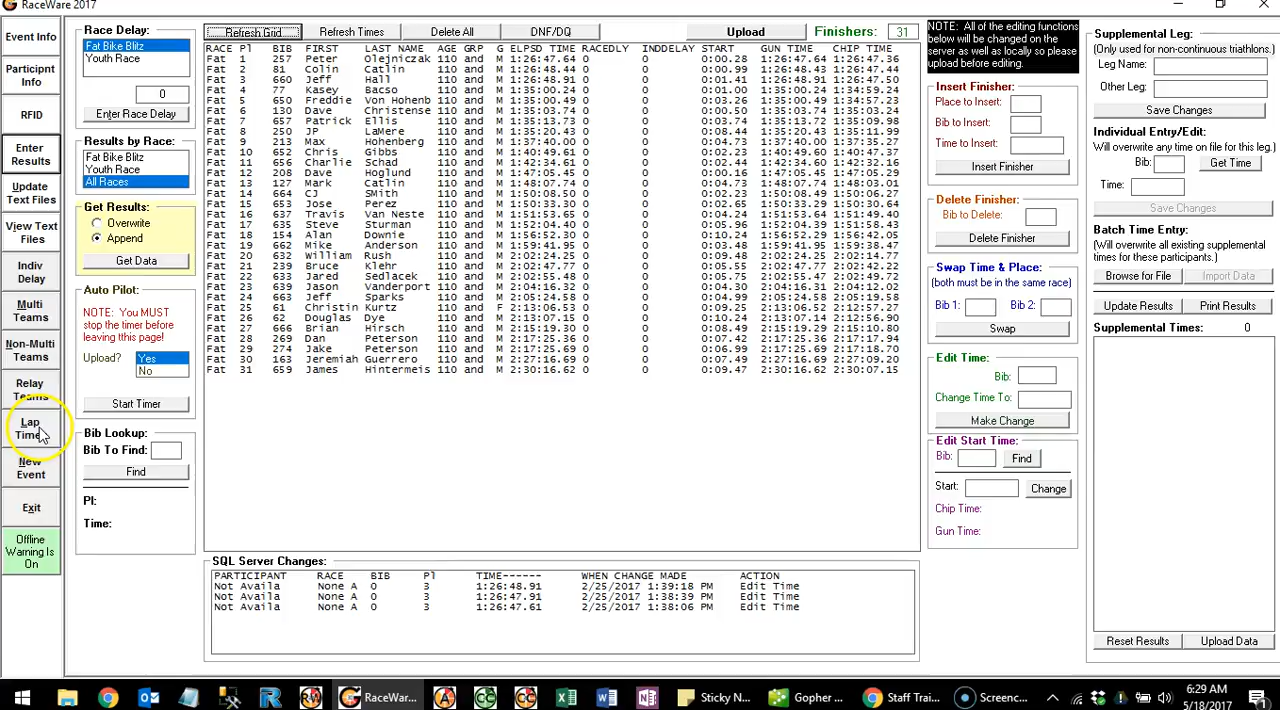 RaceWare 2017
Event Info
Participnt
Info
RFID
Enter
Results
Update
Text Files
View Text
Files
Indiv
Delay
Multi
Teams
Non-Multi
Teams
Relay
Teams
Lap
Time
New
Event
Exit
Offline
Warning Is
On
Race Delay:
Fat Bike Blitz
Youth Race
0
Enter Race Delay
Results by Race:
Fat Bike Blitz
Youth Race
All Races
Get Results:
Overwrite
Append
Get Data
Auto Pilot:
NOTE: You MUST
stop the timer before
leaving this page!
Upload? Yes
No
Start Timer
Bib Lookup:
Bib To Find:
Find
Pl:
Time:
Refresh Grid Refresh Times Delete All DNF/DQ Upload Finishers: 31
RACE Pl BIB FIRST LAST NAME AGE GRP G ELPSD TIME RACEDLY INDDELAY START GUN TIME CHIP TIME
Fat 1 257 Peter Olejniczak 110 and M 1:26:47.64 0 0 0:00.28 1:26:47.64 1:26:47.36
Fat 2 81 Colin Catlin 110 and M 1:26:48.44 0 0 0:00.99 1:26:48.44 1:26:47.44
Fat 3 660 Jeff Hall 110 and M 1:26:48.91 0 0 0:01.43 1:26:48.91 1:26:47.48
Fat 4 77 Kasey Bacso 110 and M 1:35:00.24 0 0 0:01.00 1:35:00.24 1:34:59.24
Fat 5 650 Freddie Von Hohenb 110 and M 1:35:00.49 0 0 0:03.26 1:35:00.49 1:34:57.23
Fat 6 130 Dave Christense 110 and M 1:35:03.74 0 0 0:00.50 1:35:03.74 1:35:03.24
Fat 7 657 Patrick Ellis 110 and M 1:35:13.72 0 0 0:03.74 1:35:13.72 1:35:09.98
Fat 8 250 JP LaMere 110 and M 1:35:20.43 0 0 0:08.44 1:35:20.43 1:35:11.99
Fat 9 213 Max Hohenberg 110 and M 1:37:40.00 0 0 0:02.59 1:37:40.00 1:37:37.41
Fat 10 652 Chris Gibbs 110 and M 1:40:49.60 0 0 0:02.23 1:40:49.60 1:40:47.37
Fat 11 656 Charlie Schad 110 and M 1:42:34.61 0 0 0:02.45 1:42:34.61 1:42:32.16
Fat 12 208 Dave Hoglund 110 and M 1:47:05.45 0 0 0:00.16 1:47:05.45 1:47:05.29
Fat 13 127 Mark Catlin 110 and M 1:48:07.74 0 0 0:04.73 1:48:07.74 1:48:03.01
Fat 14 664 CJ SMith 110 and M 1:50:08.50 0 0 0:02.23 1:50:08.50 1:50:06.27
Fat 15 653 Jose Perez 110 and M 1:50:49.61 0 0 0:03.47 1:50:49.61 1:50:46.14
Fat 16 637 Travis Van Neste 110 and M 1:51:53.65 0 0 0:04.24 1:51:53.65 1:51:49.40
Fat 17 635 Steve Sturman 110 and M 1:52:04.40 0 0 0:05.96 1:52:04.39 1:51:58.43
Fat 18 154 Alan Downie 110 and M 1:56:52.30 0 0 0:10.24 1:56:52.29 1:56:42.05
Fat 19 662 Mike Anderson 110 and M 1:59:41.95 0 0 0:03.48 1:59:41.95 1:59:38.47
Fat 20 632 William Rush 110 and M 2:02:24.25 0 0 0:09.48 2:02:24.25 2:02:14.77
Fat 21 239 Bruce Klehr 110 and M 2:02:47.78 0 0 0:05.55 2:02:47.77 2:02:42.22
Fat 22 633 Jared Sedlacek 110 and M 2:02:55.48 0 0 0:05.75 2:02:55.47 2:02:49.72
Fat 23 639 Jason Vanderport 110 and M 2:04:16.32 0 0 0:02.01 2:04:16.32 2:04:14.31
Fat 24 663 Jeff Sparks 110 and M 2:05:24.58 0 0 0:04.98 2:05:24.58 2:05:19.58
Fat 25 61 Christin Kurtz 110 and F 2:13:06.52 0 0 0:09.25 2:13:06.52 2:12:57.27
Fat 26 62 Douglas Dye 110 and M 2:13:07.15 0 0 0:10.24 2:13:07.14 2:12:56.90
Fat 27 666 Brian Hirsch 110 and M 2:15:19.30 0 0 0:08.49 2:15:19.29 2:15:10.80
Fat 28 269 Dan Peterson 110 and M 2:17:25.37 0 0 0:07.42 2:17:25.36 2:17:17.94
Fat 29 274 Jake Peterson 110 and M 2:17:25.69 0 0 0:07.01 2:17:25.69 2:17:18.68
Fat 30 163 Jeremiah Guerrero 110 and M 2:27:16.69 0 0 0:07.49 2:27:16.69 2:27:09.20
Fat 31 659 James Hintermeis 110 and M 2:30:16.62 0 0 0:09.47 2:30:16.62 2:30:07.15
SQL Server Changes:
PARTICIPANT RACE BIB Pl TIME------ WHEN CHANGE MADE ACTION
Not Availa None A 0 3 1:26:48.91 2/25/2017 1:39:18 PM Edit Time
Not Availa None A 0 3 1:26:47.91 2/25/2017 1:38:39 PM Edit Time
Not Availa None A 0 3 1:26:47.61 2/25/2017 1:38:06 PM Edit Time
NOTE: All of the editing functions
below will be changed on the
server as well as locally so please
upload before editing.
Insert Finisher:
Place to Insert:
Bib to Insert:
Time to Insert:
Insert Finisher
Delete Finisher:
Bib to Delete:
Delete Finisher
Swap Time & Place:
(both must be in the same race)
Bib 1: Bib 2:
Swap
Edit Time:
Bib:
Change Time To:
Make Change
Edit Start Time:
Bib: Find
Start: Change
Chip Time:
Gun Time:
Supplemental Leg:
(Only used for non-continuous triathlons.)
Leg Name:
Other Leg:
Save Changes
Individual Entry/Edit:
Will overwrite any time on file for this leg.)
Bib: Get Time
Time:
Save Changes
Batch Time Entry:
(Will overwrite all existing supplemental
times for these participants.)
Browse for File Import Data
Update Results Print Results
Supplemental Times: 0
Reset Results Upload Data
RaceWar... Sticky N... Gopher ... Staff Trai... Screenc...
6:29 AM
5/18/2017